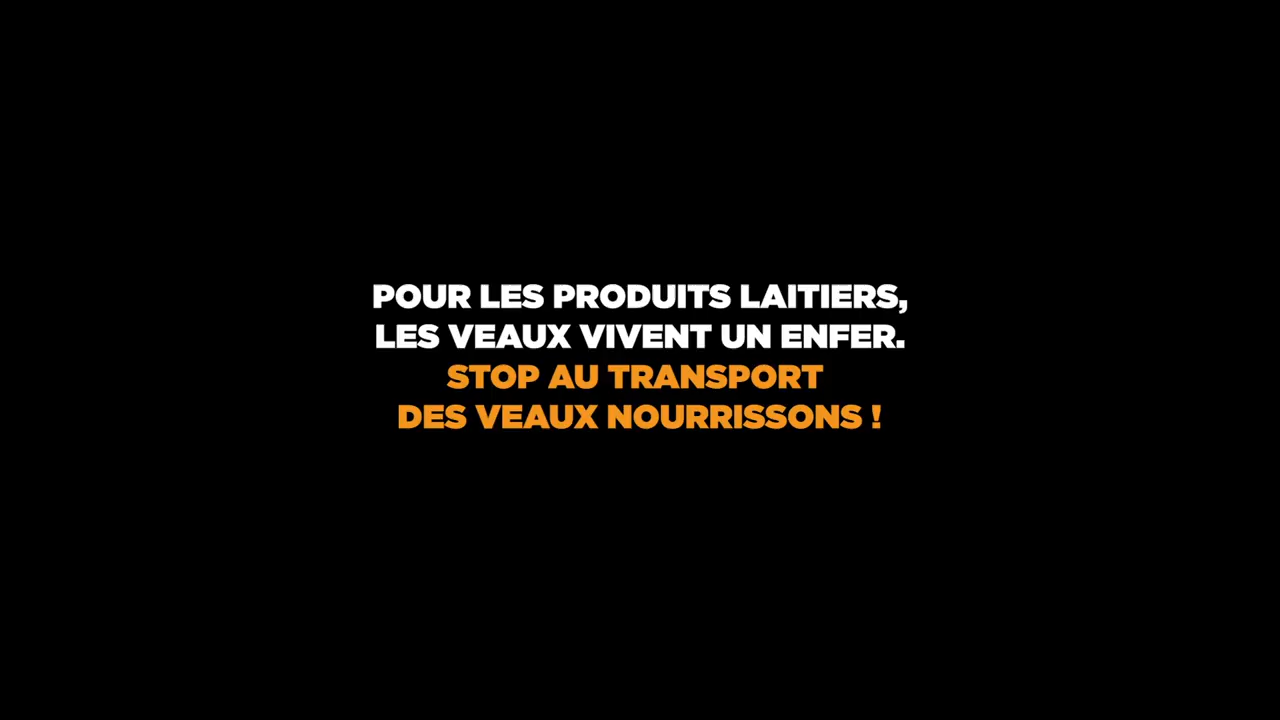 POUR LES PRODUITS LAITIERS,
LES VEAUX VIVENT UN ENFER.
STOP AU TRANSPORT
DES VEAUX NOURRISSONS !